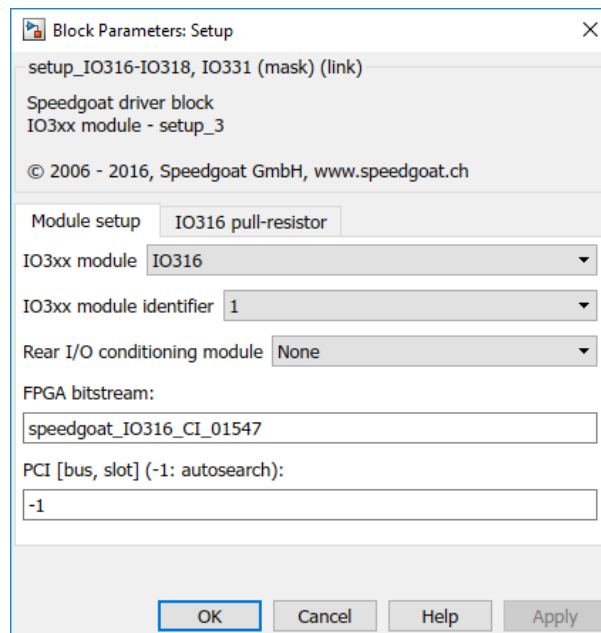 Block Parameters: Setup
setup_IO316-IO318, IO331 (mask) (link)
Speedgoat driver block
IO3xx module - setup_3
© 2006 - 2016, Speedgoat GmbH, www.speedgoat.ch
Module setup IO316 pull-resistor
IO3xx module IO316
IO3xx module identifier 1
Rear I/O conditioning module None
FPGA bitstream:
speedgoat_IO316_CI_01547
PCI [bus, slot] (-1: autosearch):
-1
OK Cancel Help Apply